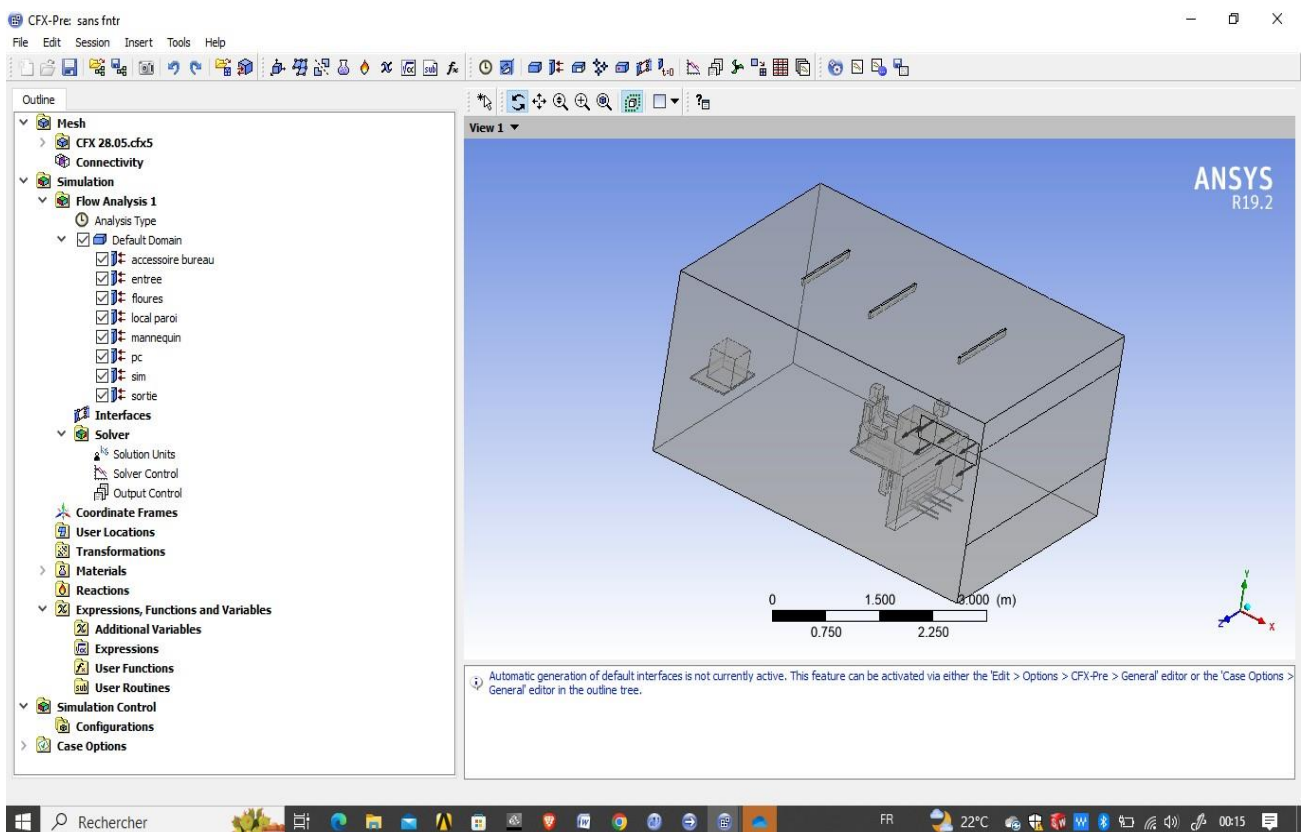 CFX-Pre: sans fntr
File Edit Session Insert Tools Help
Outline
Mesh
CFX 28.05.cfx5
Connectivity
Simulation
Flow Analysis 1
Analysis Type
Default Domain
accessoire bureau
entree
floures
local paroi
mannequin
pc
sim
sortie
Interfaces
Solver
Solution Units
Solver Control
Output Control
Coordinate Frames
User Locations
Transformations
Materials
Reactions
Expressions, Functions and Variables
Additional Variables
Expressions
User Functions
User Routines
Simulation Control
Configurations
Case Options
View 1
ANSYS
R19.2
0 1.500 3.000 (m)
0.750 2.250
Y
Z X
Automatic generation of default interfaces is not currently active. This feature can be activated via either the 'Edit > Options > CFX-Pre > General' editor or the 'Case Options >
General' editor in the outline tree.
Rechercher FR 22°C 00:15